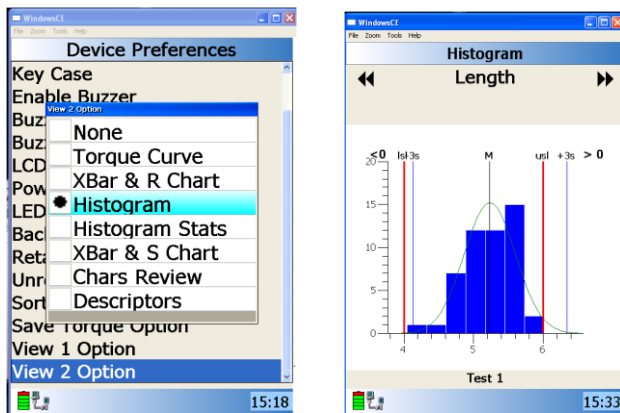 WindowsCE
File Zoom Tools Help
Device Preferences
Key Case
Enable Buzzer
View 2 Option
Buz
None
Buz
Torque Curve
LCD
XBar & R Chart
Pow
Histogram
LED
Histogram Stats
Bac
XBar & S Chart
Reta
Chars Review
Unr
Descriptors
Sort
Save Torque Option
View 1 Option
View 2 Option
15:18
WindowsCE
File Zoom Tools Help
Histogram
Length
<0 lsl -3s M usl +3s > 0
20
15
10
5
0
4 5 6
Test 1
15:33